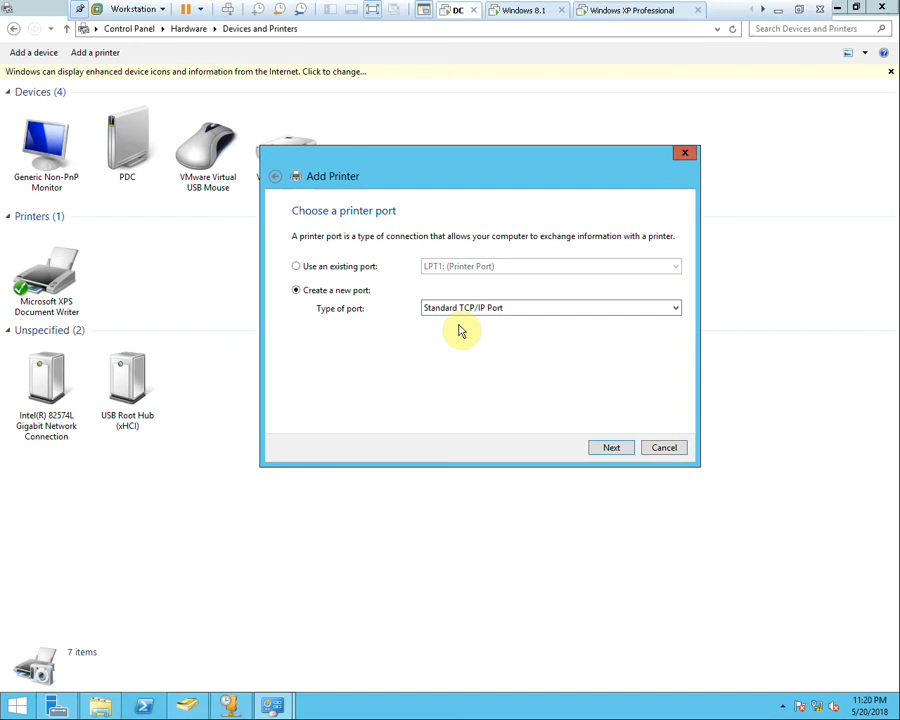 Workstation
DC
Windows 8.1
Windows XP Professional
Control Panel
Hardware
Devices and Printers
Search Devices and Printers
Add a device
Add a printer
Windows can display enhanced device icons and information from the Internet. Click to change...
Devices (4)
Generic Non-PnP
Monitor
PDC
VMware Virtual
USB Mouse
Printers (1)
Microsoft XPS
Document Writer
Unspecified (2)
Intel(R) 82574L
Gigabit Network
Connection
USB Root Hub
(xHCI)
Add Printer
Choose a printer port
A printer port is a type of connection that allows your computer to exchange information with a printer.
Use an existing port:
LPT1: (Printer Port)
Create a new port:
Type of port:
Standard TCP/IP Port
Next
Cancel
7 items
11:20 PM
5/20/2018